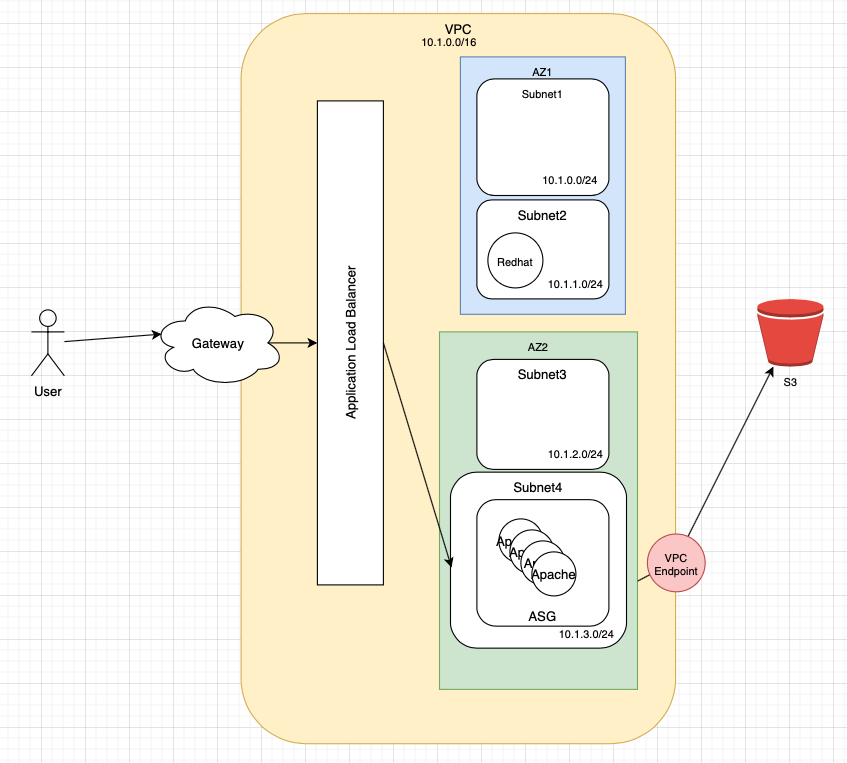 VPC
10.1.0.0/16
AZ1
Subnet1
10.1.0.0/24
Subnet2
Redhat
10.1.1.0/24
Application Load Balancer
User
Gateway
AZ2
Subnet3
10.1.2.0/24
Subnet4
Ap
Ap
A
Apache
ASG
10.1.3.0/24
VPC
Endpoint
S3